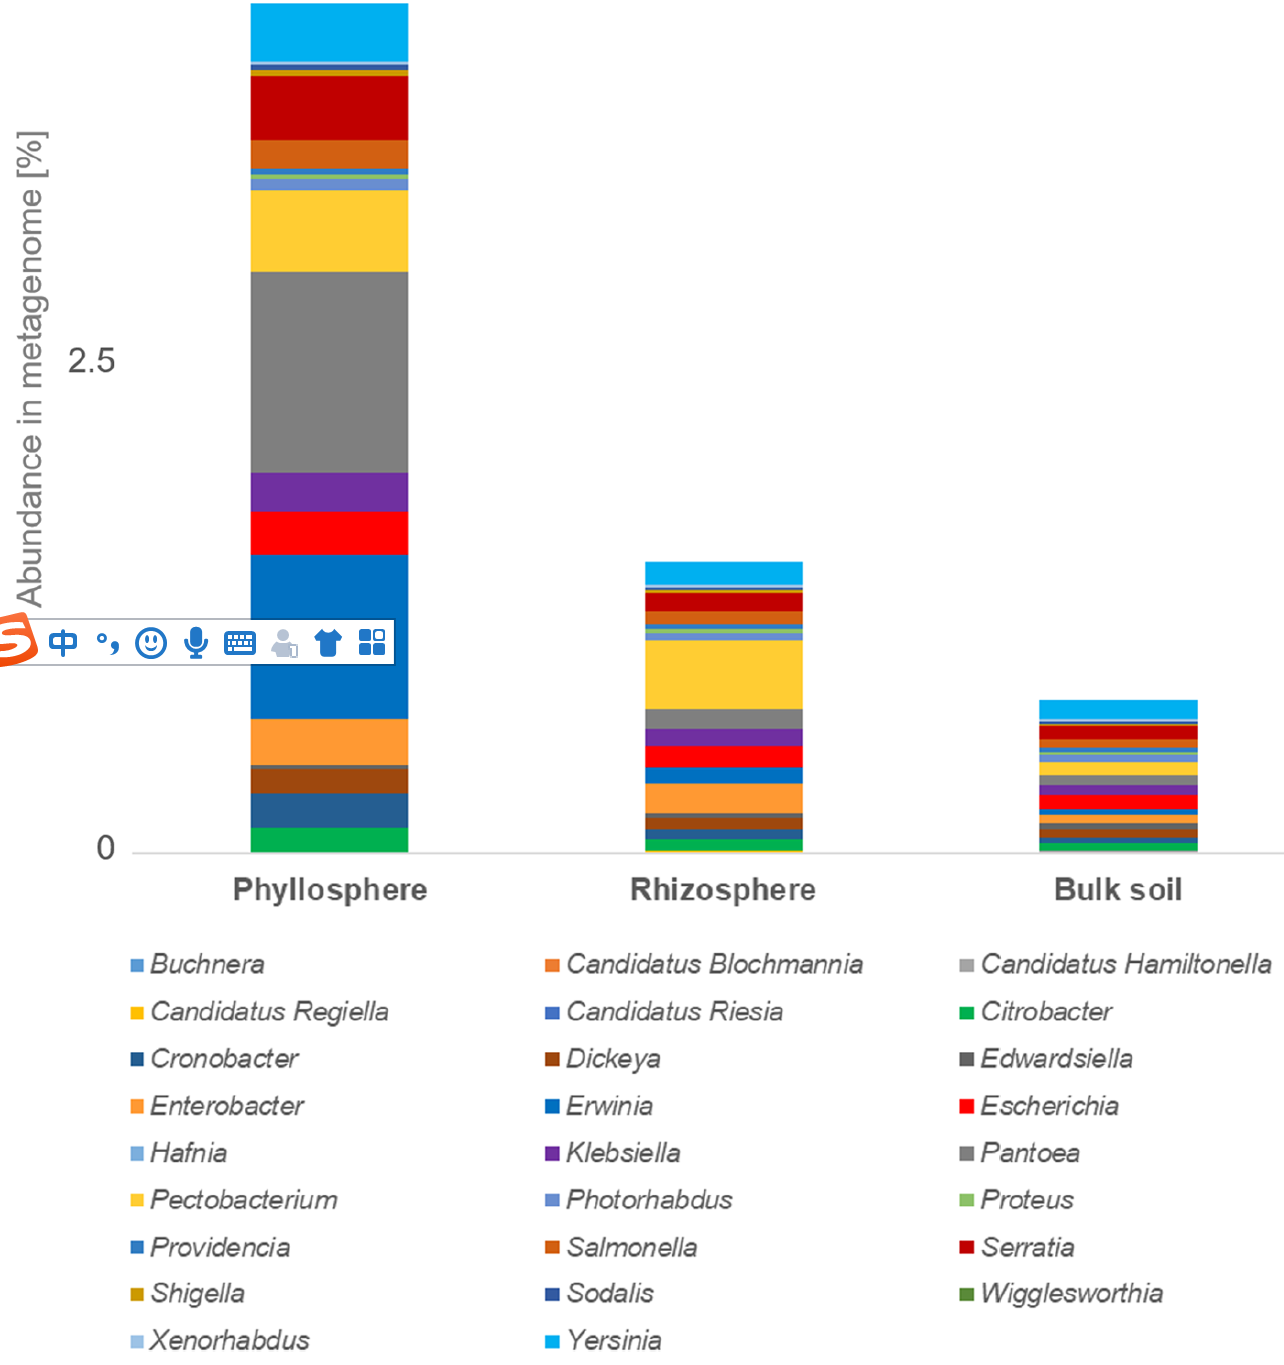 Abundance in metagenome [%]
2.5
中
0
Phyllosphere Rhizosphere Bulk soil
Buchnera Candidatus Blochmannia Candidatus Hamiltonella
Candidatus Regiella Candidatus Riesia Citrobacter
Cronobacter Dickeya Edwardsiella
Enterobacter Erwinia Escherichia
Hafnia Klebsiella Pantoea
Pectobacterium Photorhabdus Proteus
Providencia Salmonella Serratia
Shigella Sodalis Wigglesworthia
Xenorhabdus Yersinia